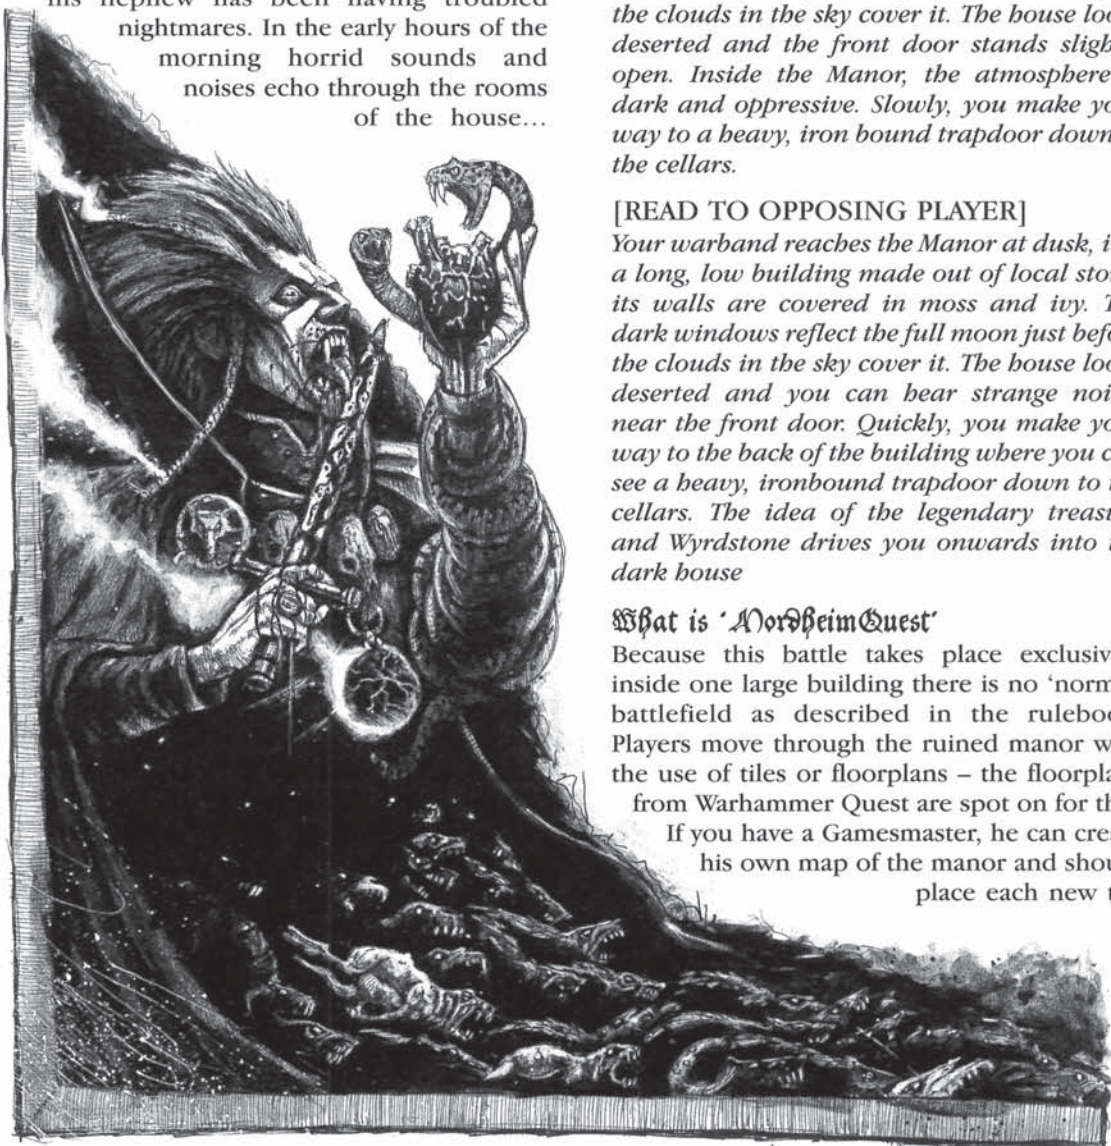 his nephew has been having troubled
nightmares. In the early hours of the
morning horrid sounds and
noises echo through the rooms
of the house...
the clouds in the sky cover it. The house loo
deserted and the front door stands sligh
open. Inside the Manor, the atmosphere
dark and oppressive. Slowly, you make yo
way to a heavy, iron bound trapdoor down
the cellars.
[READ TO OPPOSING PLAYER]
Your warband reaches the Manor at dusk, i
a long, low building made out of local sto
its walls are covered in moss and ivy. T
dark windows reflect the full moon just befo
the clouds in the sky cover it. The house loo
deserted and you can hear strange noi
near the front door. Quickly, you make yo
way to the back of the building where you c
see a heavy, ironbound trapdoor down to t
cellars. The idea of the legendary treasu
and Wyrdstone drives you onwards into t
dark house
What is 'MordheimQuest'
Because this battle takes place exclusiv
inside one large building there is no 'norm
battlefield as described in the ruleboo
Players move through the ruined manor w
the use of tiles or floorplans – the floorpla
from Warhammer Quest are spot on for th
If you have a Gamesmaster, he can crea
his own map of the manor and shou
place each new t